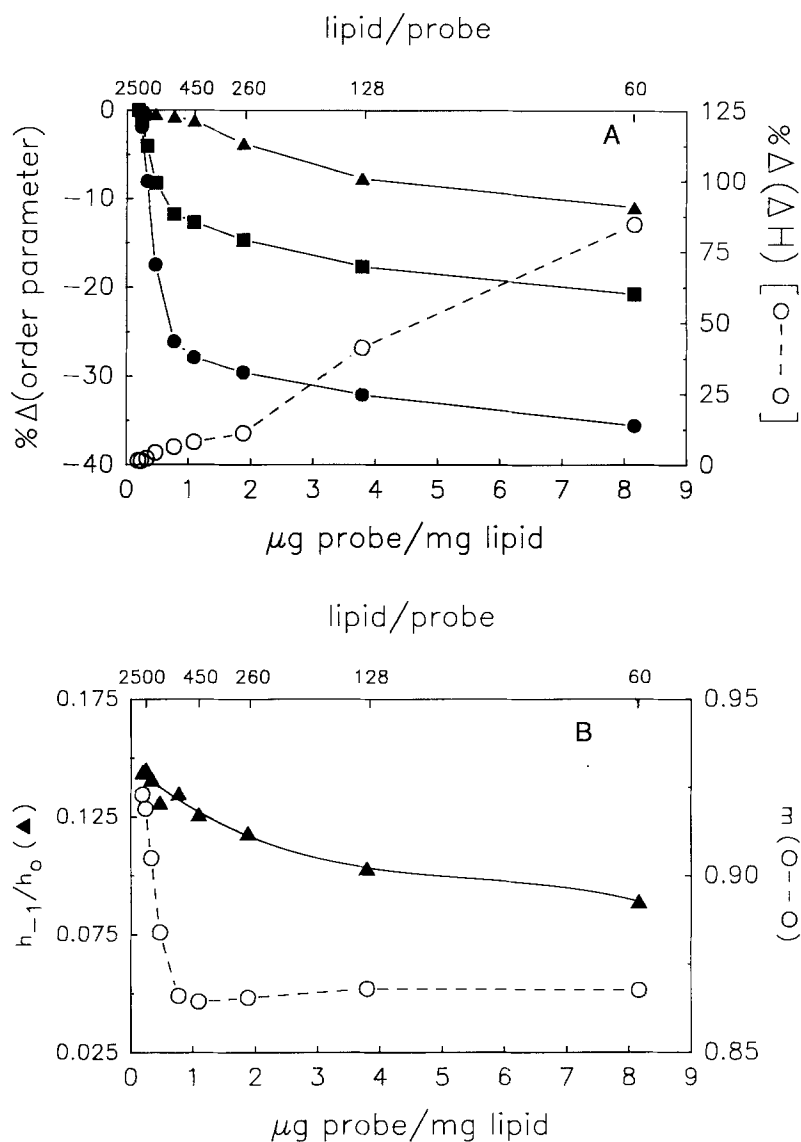 lipid/probe
2500 450 260 128 60
0 125
A
-10 100
-20 75
-30 50
-40 25
0
%Δ(order parameter)
%Δ(ΔH) [○--○]
0 1 2 3 4 5 6 7 8 9
μg probe/mg lipid
lipid/probe
2500 450 260 128 60
0.175 0.95
B
0.125
0.90
0.075
0.025 0.85
h₋₁/h₀ (▲)
m (○--○)
0 1 2 3 4 5 6 7 8 9
μg probe/mg lipid